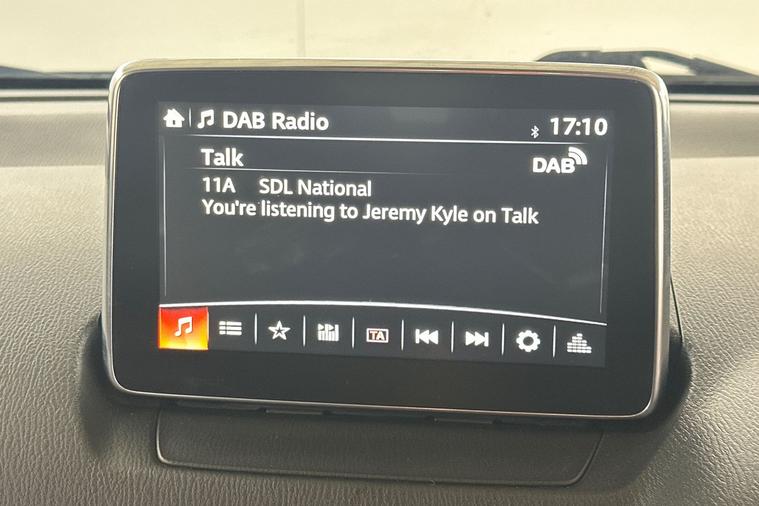 DAB Radio 17:10
Talk DAB
11A SDL National
You're listening to Jeremy Kyle on Talk
TA